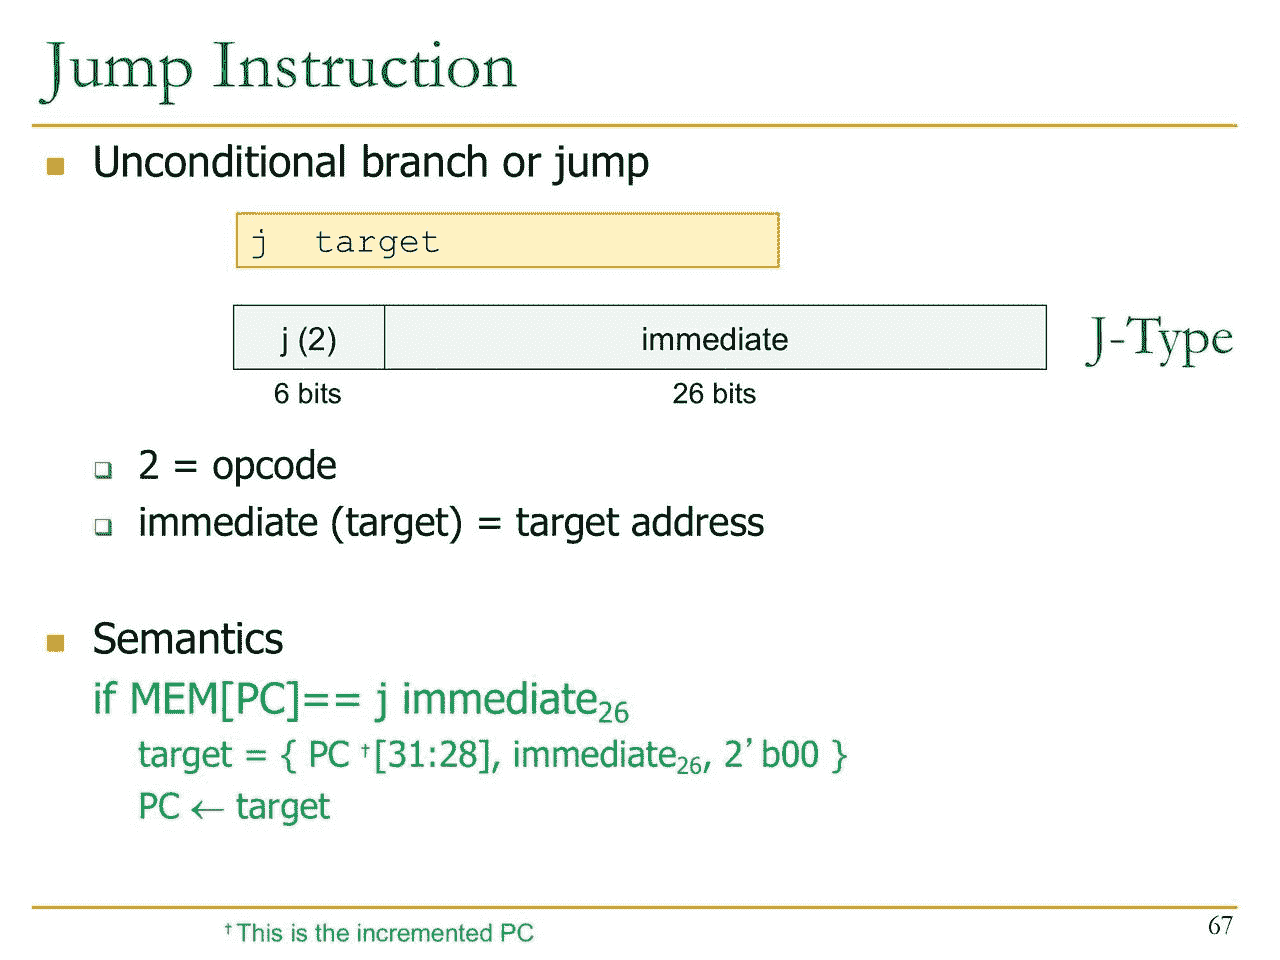 Jump Instruction
Unconditional branch or jump
j target
j (2) immediate J-Type
6 bits 26 bits
2 = opcode
immediate (target) = target address
Semantics
if MEM[PC]== j immediate₂₆
target = { PC †[31:28], immediate₂₆, 2’b00 }
PC ← target
† This is the incremented PC
67